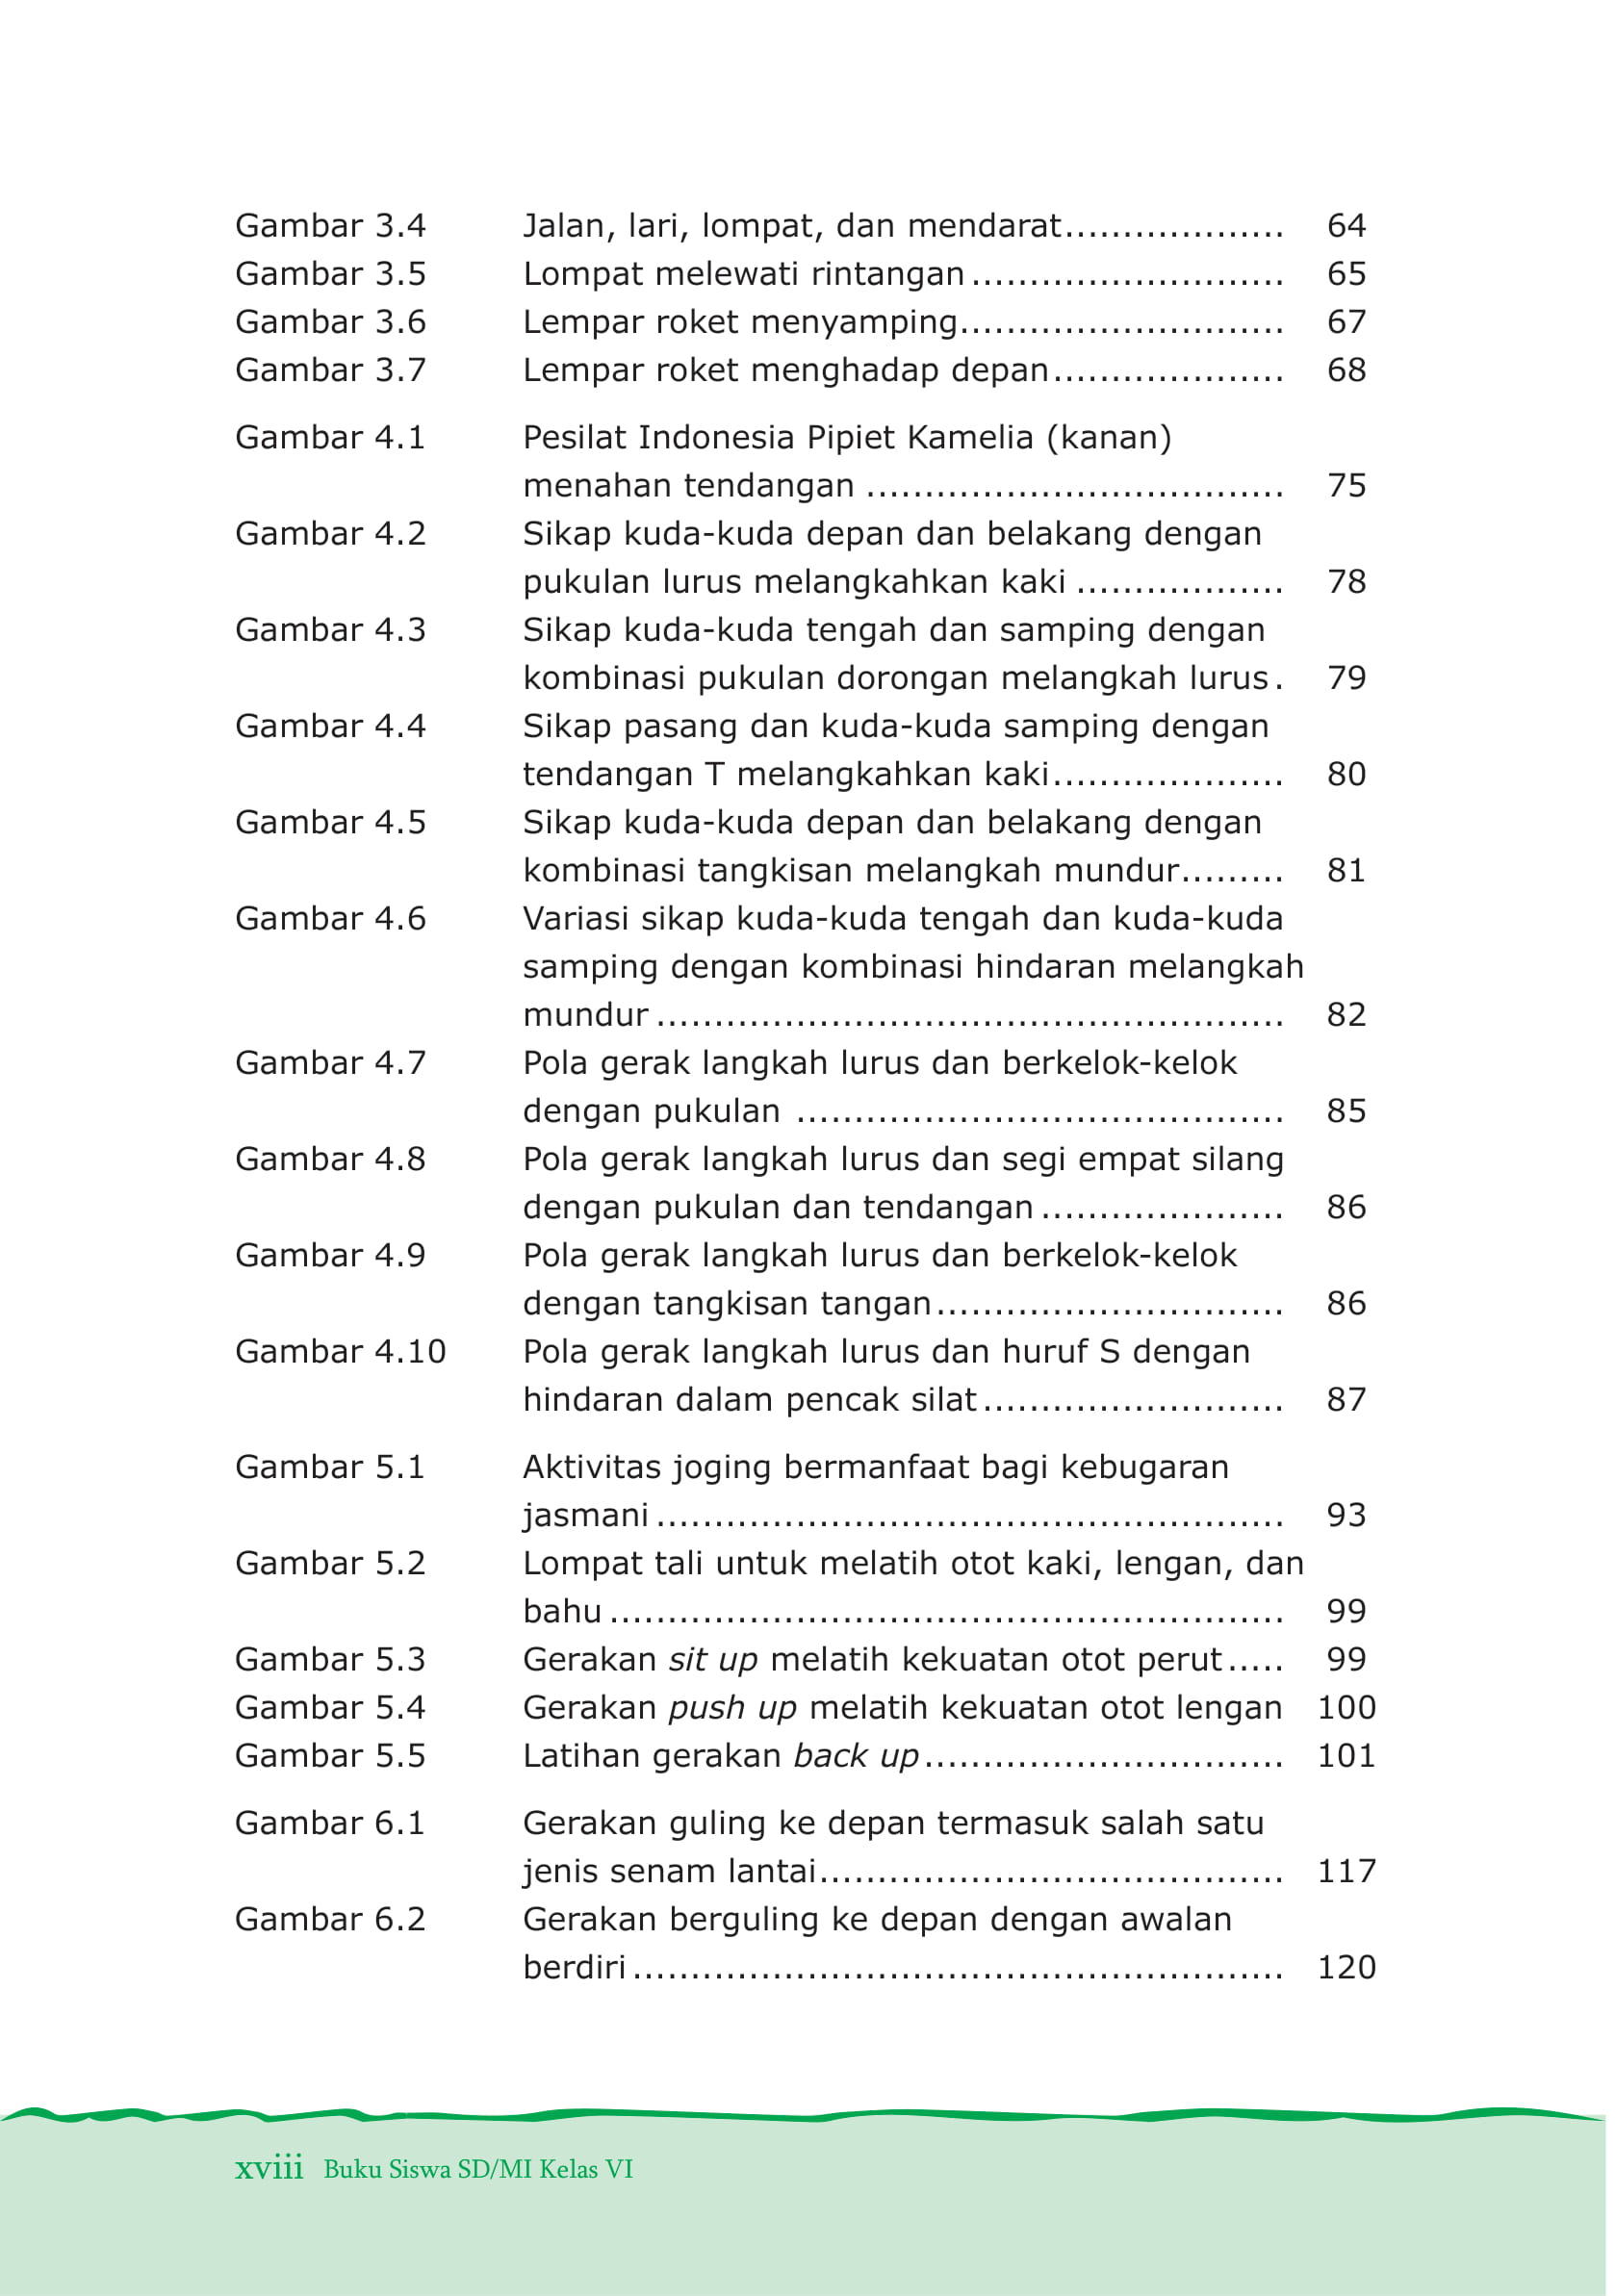 Gambar 3.4 Jalan, lari, lompat, dan mendarat................... 64
Gambar 3.5 Lompat melewati rintangan........................... 65
Gambar 3.6 Lempar roket menyamping............................ 67
Gambar 3.7 Lempar roket menghadap depan.................... 68
Gambar 4.1 Pesilat Indonesia Pipiet Kamelia (kanan)
menahan tendangan .................................... 75
Gambar 4.2 Sikap kuda-kuda depan dan belakang dengan
pukulan lurus melangkahkan kaki .................. 78
Gambar 4.3 Sikap kuda-kuda tengah dan samping dengan
kombinasi pukulan dorongan melangkah lurus. 79
Gambar 4.4 Sikap pasang dan kuda-kuda samping dengan
tendangan T melangkahkan kaki.................... 80
Gambar 4.5 Sikap kuda-kuda depan dan belakang dengan
kombinasi tangkisan melangkah mundur......... 81
Gambar 4.6 Variasi sikap kuda-kuda tengah dan kuda-kuda
samping dengan kombinasi hindaran melangkah
mundur...................................................... 82
Gambar 4.7 Pola gerak langkah lurus dan berkelok-kelok
dengan pukulan .......................................... 85
Gambar 4.8 Pola gerak langkah lurus dan segi empat silang
dengan pukulan dan tendangan..................... 86
Gambar 4.9 Pola gerak langkah lurus dan berkelok-kelok
dengan tangkisan tangan.............................. 86
Gambar 4.10 Pola gerak langkah lurus dan huruf S dengan
hindaran dalam pencak silat.......................... 87
Gambar 5.1 Aktivitas joging bermanfaat bagi kebugaran
jasmani...................................................... 93
Gambar 5.2 Lompat tali untuk melatih otot kaki, lengan, dan
bahu.......................................................... 99
Gambar 5.3 Gerakan sit up melatih kekuatan otot perut..... 99
Gambar 5.4 Gerakan push up melatih kekuatan otot lengan 100
Gambar 5.5 Latihan gerakan back up............................... 101
Gambar 6.1 Gerakan guling ke depan termasuk salah satu
jenis senam lantai........................................ 117
Gambar 6.2 Gerakan berguling ke depan dengan awalan
berdiri........................................................ 120
xviii Buku Siswa SD/MI Kelas VI